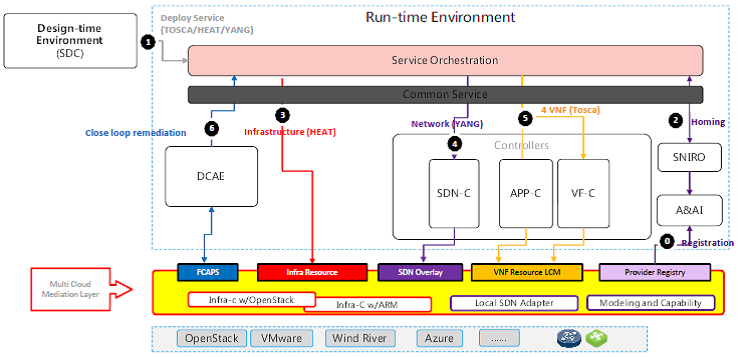 Run-time Environment
Design-time
Environment
(SDC)
1
Deploy Service
(TOSCA/HEAT/YANG)
Service Orchestration
Common Service
6
Close loop remediation
3
Infrastructure (HEAT)
Network (YANG)
4
5
4 VNF (Tosca)
2
Homing
Controllers
DCAE
SDN-C
APP-C
VF-C
SNIRO
A&AI
0
Registration
Multi Cloud
Mediation Layer
FCAPS
Infra Resource
SDN Overlay
VNF Resource LCM
Provider Registry
Infra-c w/OpenStack
Infra-C w/ARM
Local SDN Adapter
Modeling and Capability
OpenStack
VMware
Wind River
Azure
......